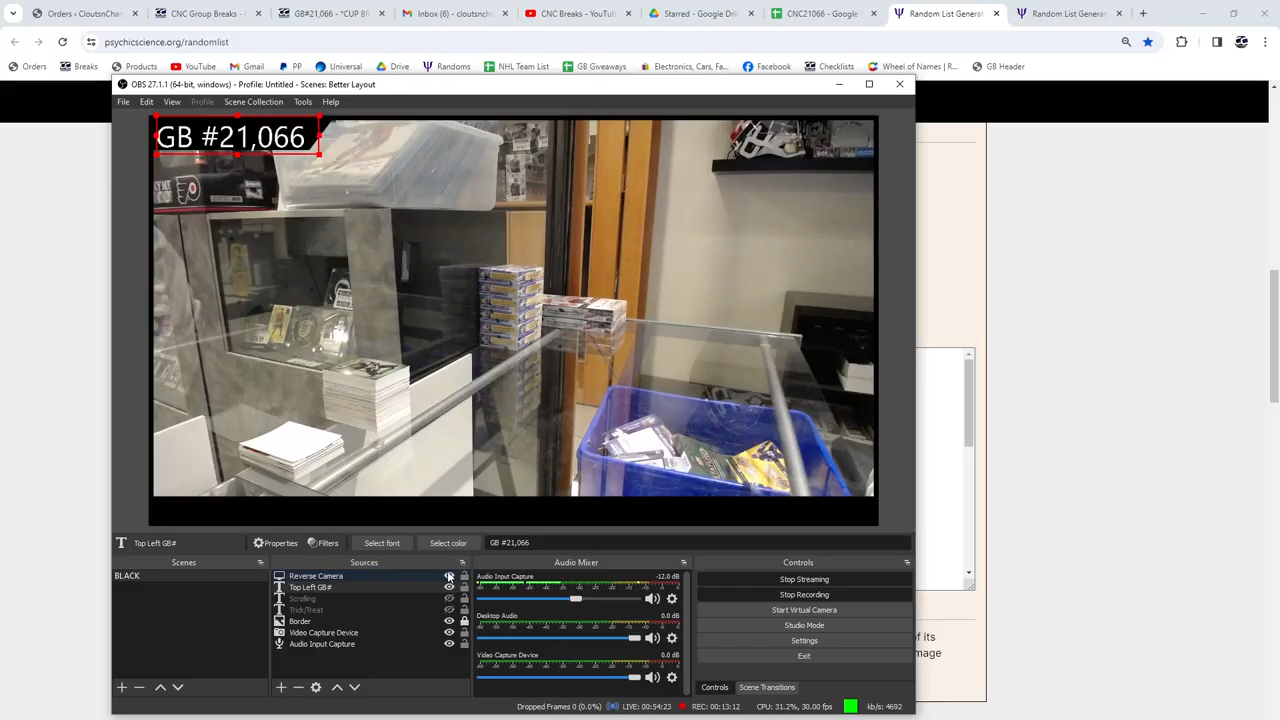 Orders ‹ CloutsnChara
CNC Group Breaks -
GB#21,066 - *CUP BR
Inbox (6) - cloutsnchar
CNC Breaks - YouTube
Starred - Google Drive
CNC21066 - Google S
Random List Generat
Random List Generato
psychicscience.org/randomlist
Orders
Breaks
Products
YouTube
Gmail
PP
Universal
Drive
Randoms
NHL Team List
GB Giveaways
Electronics, Cars, Fa...
Facebook
Checklists
Wheel of Names | R...
GB Header
OBS 27.1.1 (64-bit, windows) - Profile: Untitled - Scenes: Better Layout
File Edit View Profile Scene Collection Tools Help
GB #21,066
Top Left GB#
Properties
Filters
Select font
Select color
GB #21,066
Scenes
BLACK
Sources
Reverse Camera
Top Left GB#
Scrolling
Trick/Treat
Border
Video Capture Device
Audio Input Capture
Audio Mixer
Audio Input Capture -12.0 dB
Desktop Audio 0.0 dB
Video Capture Device 0.0 dB
Controls
Stop Streaming
Stop Recording
Start Virtual Camera
Studio Mode
Settings
Exit
Controls
Scene Transitions
Dropped Frames 0 (0.0%)
LIVE: 00:54:23
REC: 00:13:12
CPU: 31.2%, 30.00 fps
kb/s: 4692
of its
mage